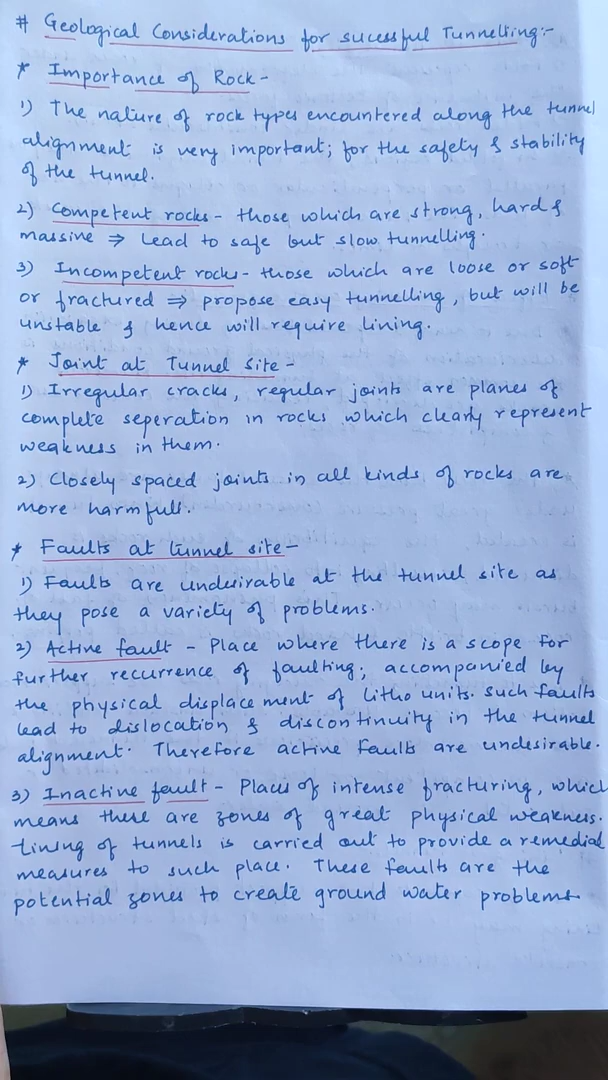 # Geological Considerations for sucessful Tunnelling:-
* Importance of Rock -
1) The nature of rock types encountered along the tunnel
alignment is very important; for the safety & stability
of the tunnel.
2) Competent rocks - those which are strong, hard &
massive ⇒ Lead to safe but slow tunnelling.
3) Incompetent rocks - those which are loose or soft
or fractured ⇒ propose easy tunnelling, but will be
unstable & hence will require lining.
* Joint at Tunnel Site -
1) Irregular cracks, regular joints are planes of
complete seperation in rocks which clearly represent
weakness in them.
2) Closely spaced joints in all kinds of rocks are
more harmfull.
* Faults at tunnel site -
1) Faults are undesirable at the tunnel site as
they pose a variety of problems.
2) Active fault - Place where there is a scope for
further recurrence of faulting; accompanied by
the physical displacement of litho units. Such faults
lead to dislocation & discontinuity in the tunnel
alignment. Therefore active faults are undesirable.
3) Inactive fault - Places of intense fracturing, which
means there are zones of great physical weakness.
Lining of tunnels is carried out to provide a remedial
measures to such place. These faults are the
potential zones to create ground water problems